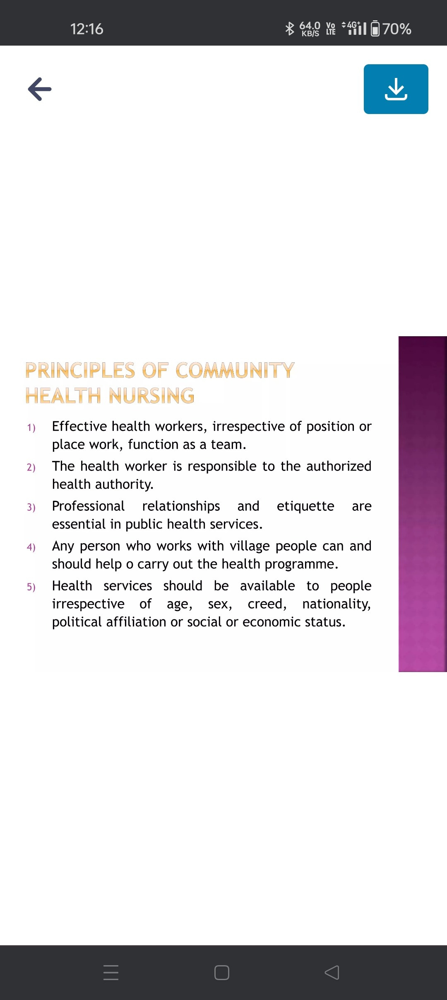 12:16
64.0 KB/S Vo LTE 4G+ 70%
PRINCIPLES OF COMMUNITY
HEALTH NURSING
1) Effective health workers, irrespective of position or
place work, function as a team.
2) The health worker is responsible to the authorized
health authority.
3) Professional relationships and etiquette are
essential in public health services.
4) Any person who works with village people can and
should help o carry out the health programme.
5) Health services should be available to people
irrespective of age, sex, creed, nationality,
political affiliation or social or economic status.